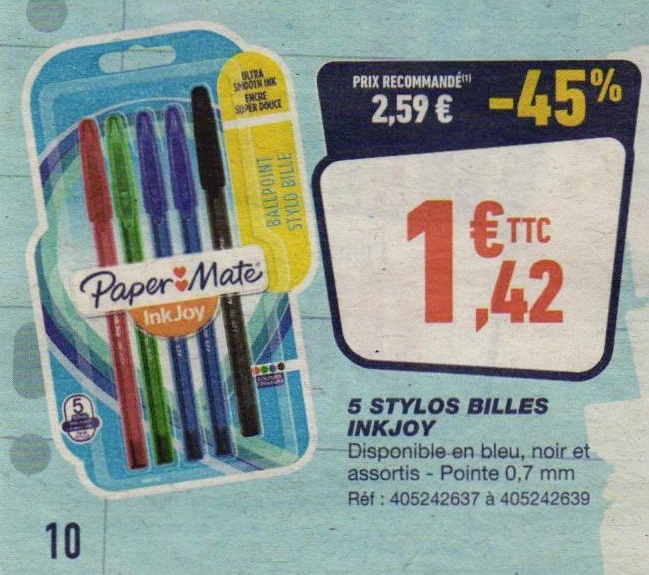 ULTRA
SMOOTH INK
ENCRE
SUPER DOUCE
BALLPOINT
STYLO BILLE
Paper Mate
InkJoy
5
PRIX RECOMMANDÉ(1)
2,59 € -45%
1€ TTC
,42
5 STYLOS BILLES
INKJOY
Disponible en bleu, noir et
assortis - Pointe 0,7 mm
Réf : 405242637 à 405242639
10